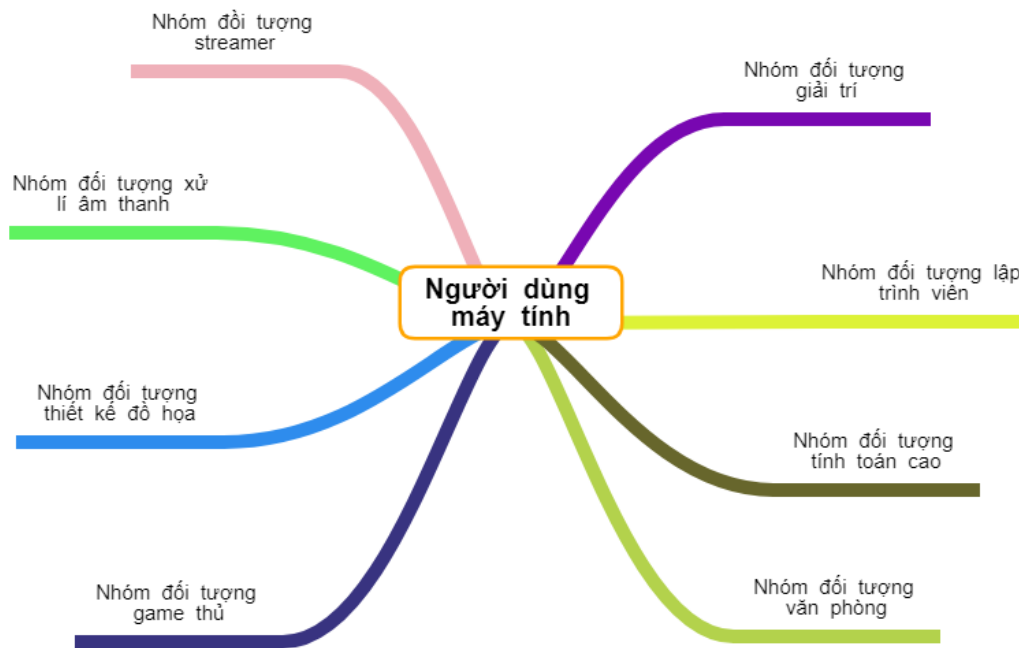 Nhóm đồi tượng
streamer
Nhóm đối tượng
giải trí
Nhóm đối tượng xử
lí âm thanh
Người dùng
máy tính
Nhóm đối tượng lập
trình viên
Nhóm đối tượng
thiết kế đồ họa
Nhóm đối tượng
tính toán cao
Nhóm đối tượng
game thủ
Nhóm đối tượng
văn phòng